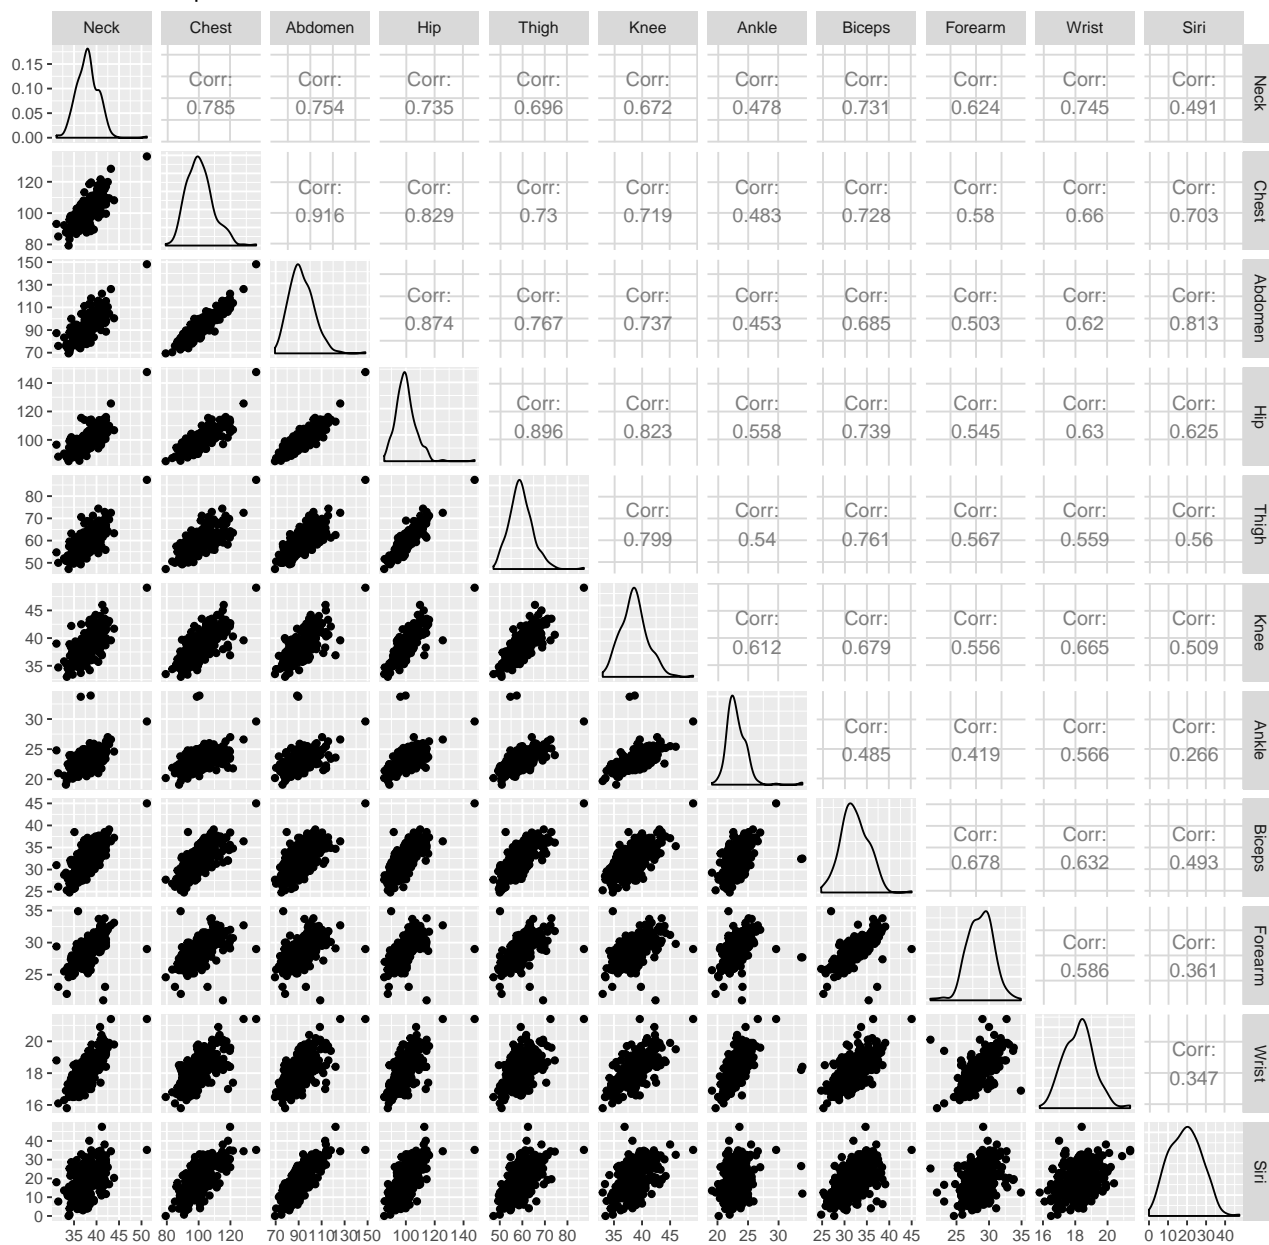 Neck Chest Abdomen Hip Thigh Knee Ankle Biceps Forearm Wrist Siri
0.15
0.10
0.05
0.00
Corr: Corr: Corr: Corr: Corr: Corr: Corr: Corr: Corr: Corr:
0.785 0.754 0.735 0.696 0.672 0.478 0.731 0.624 0.745 0.491
Neck
120
100
80
Corr: Corr: Corr: Corr: Corr: Corr: Corr: Corr: Corr:
0.916 0.829 0.73 0.719 0.483 0.728 0.58 0.66 0.703
Chest
150
130
110
90
70
Corr: Corr: Corr: Corr: Corr: Corr: Corr: Corr:
0.874 0.767 0.737 0.453 0.685 0.503 0.62 0.813
Abdomen
140
120
100
Corr: Corr: Corr: Corr: Corr: Corr: Corr:
0.896 0.823 0.558 0.739 0.545 0.63 0.625
Hip
80
70
60
50
Corr: Corr: Corr: Corr: Corr: Corr:
0.799 0.54 0.761 0.567 0.559 0.56
Thigh
45
40
35
Corr: Corr: Corr: Corr: Corr:
0.612 0.679 0.556 0.665 0.509
Knee
30
25
20
Corr: Corr: Corr: Corr:
0.485 0.419 0.566 0.266
Ankle
45
40
35
30
25
Corr: Corr: Corr:
0.678 0.632 0.493
Biceps
35
30
25
Corr: Corr:
0.586 0.361
Forearm
20
18
16
Corr:
0.347
Wrist
40
30
20
10
0
Siri
35 40 45 50 80 100 120 70 90 110 130 150 100 120 140 50 60 70 80 35 40 45 20 25 30 25 30 35 40 45 25 30 35 16 18 20 0 10 20 30 40